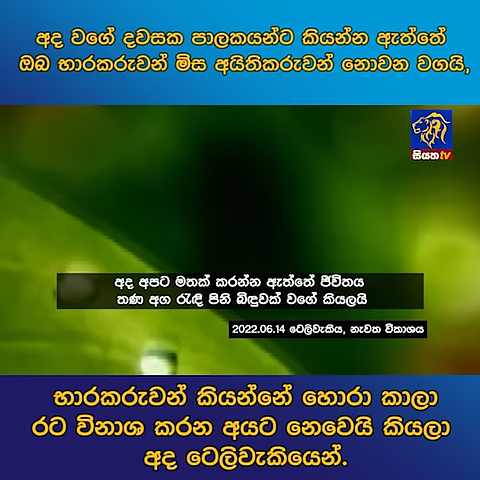 අද වගේ දවසක පාලකයන්ට කියන්න ඇත්තේ
ඔබ භාරකරුවන් මිස අයිතිකරුවන් නොවන වගයි,
සියත tv
අද අපට මතක් කරන්න ඇත්තේ ජීවිතය
තණ අග රැඳි පිනි බිඳුවක් වගේ කියලයි
2022.06.14 ටෙලිවැකිය, නැවත විකාශය
භාරකරුවන් කියන්නේ හොරා කාලා
රට විනාශ කරන අයට නෙවෙයි කියලා
අද ටෙලිවැකියෙන්.